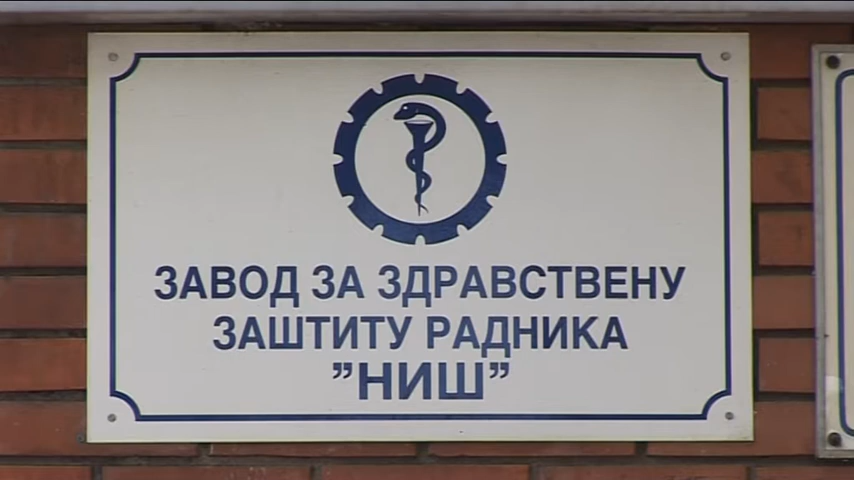 ЗАВОД ЗА ЗДРАВСТВЕНУ
ЗАШТИТУ РАДНИКА
”НИШ”